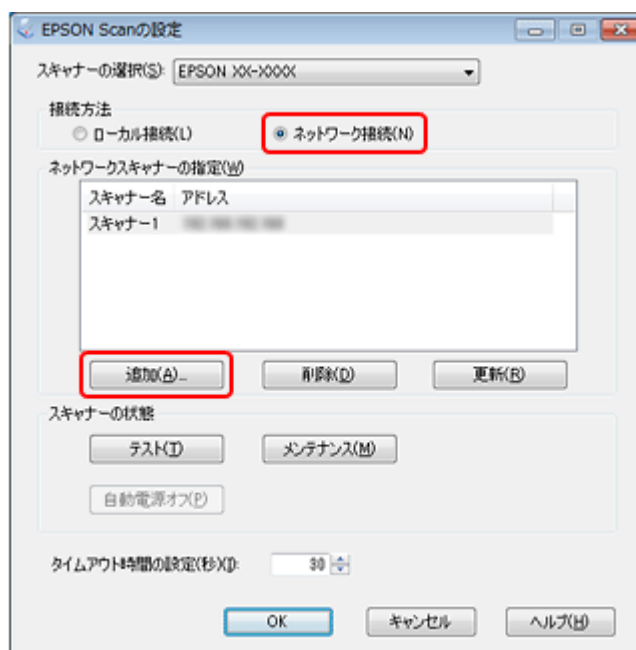 EPSON Scanの設定
スキャナーの選択(S): EPSON XX-XXXX
接続方法
ローカル接続(L) ネットワーク接続(N)
ネットワークスキャナーの指定(W)
スキャナー名 アドレス
スキャナー1
追加(A)... 削除(D) 更新(R)
スキャナーの状態
テスト(T) メンテナンス(M)
自動電源オフ(P)
タイムアウト時間の設定(秒)(I): 30
OK キャンセル ヘルプ(H)